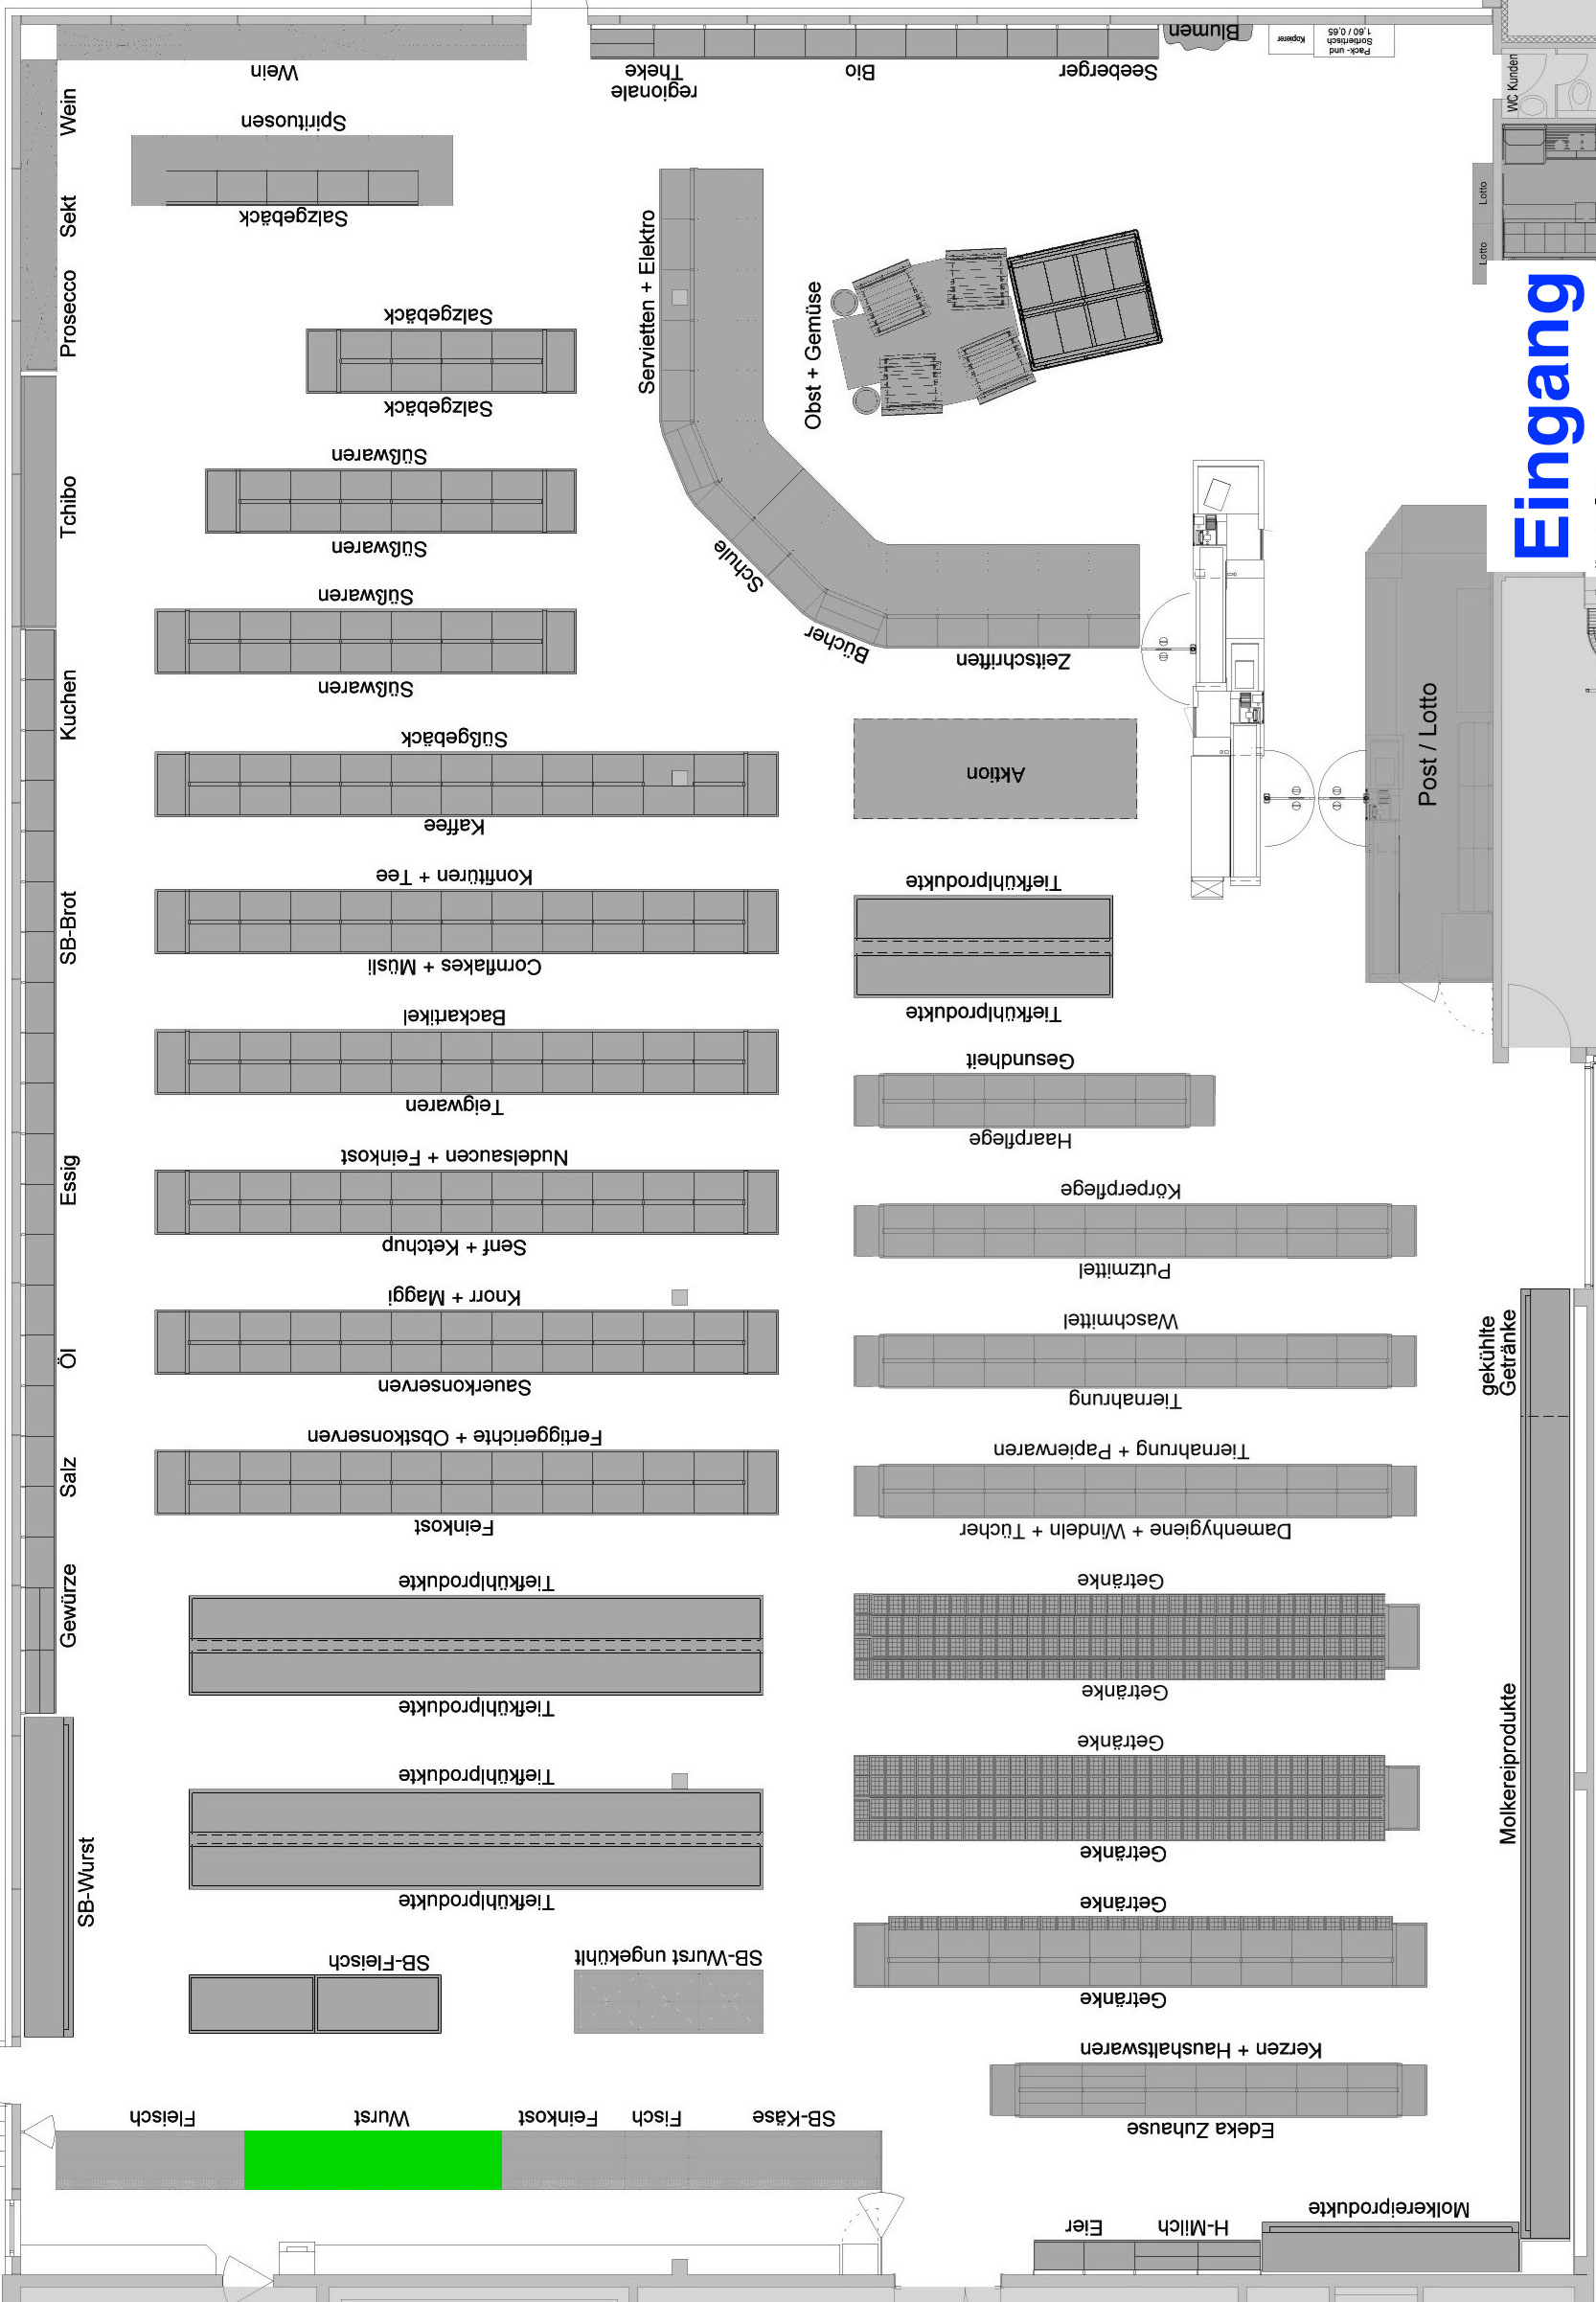 Blumen
Kopierer
Pack- und
Sortiertisch
1,60 / 0,65
WC Kunden
Wein
regionale
Theke
Bio
Seeberger
Wein
Spirituosen
Salzgebäck
Sekt
Lotto
Lotto
Prosecco
Servietten + Elektro
Obst + Gemüse
Eingang
Salzgebäck
Salzgebäck
Tchibo
Süßwaren
Süßwaren
Schule
Bücher
Zeitschriften
Süßwaren
Süßwaren
Kuchen
Süßgebäck
Kaffee
Aktion
Post / Lotto
SB-Brot
Konfitüren + Tee
Cornflakes + Müsli
Tiefkühlprodukte
Tiefkühlprodukte
Backartikel
Teigwaren
Gesundheit
Haarpflege
Essig
Nudelsaucen + Feinkost
Senf + Ketchup
Körperpflege
Putzmittel
Öl
Knorr + Maggi
Sauerkonserven
Waschmittel
Tiernahrung
gekühlte
Getränke
Salz
Fertiggerichte + Obstkonserven
Feinkost
Tiernahrung + Papierwaren
Damenhygiene + Windeln + Tücher
Gewürze
Tiefkühlprodukte
Tiefkühlprodukte
Getränke
Getränke
Molkereiprodukte
SB-Wurst
Tiefkühlprodukte
Tiefkühlprodukte
Getränke
Getränke
SB-Fleisch
SB-Wurst ungekühlt
Getränke
Getränke
Kerzen + Haushaltswaren
Edeka Zuhause
Fleisch
Wurst
Feinkost
Fisch
SB-Käse
Eier
H-Milch
Molkereiprodukte